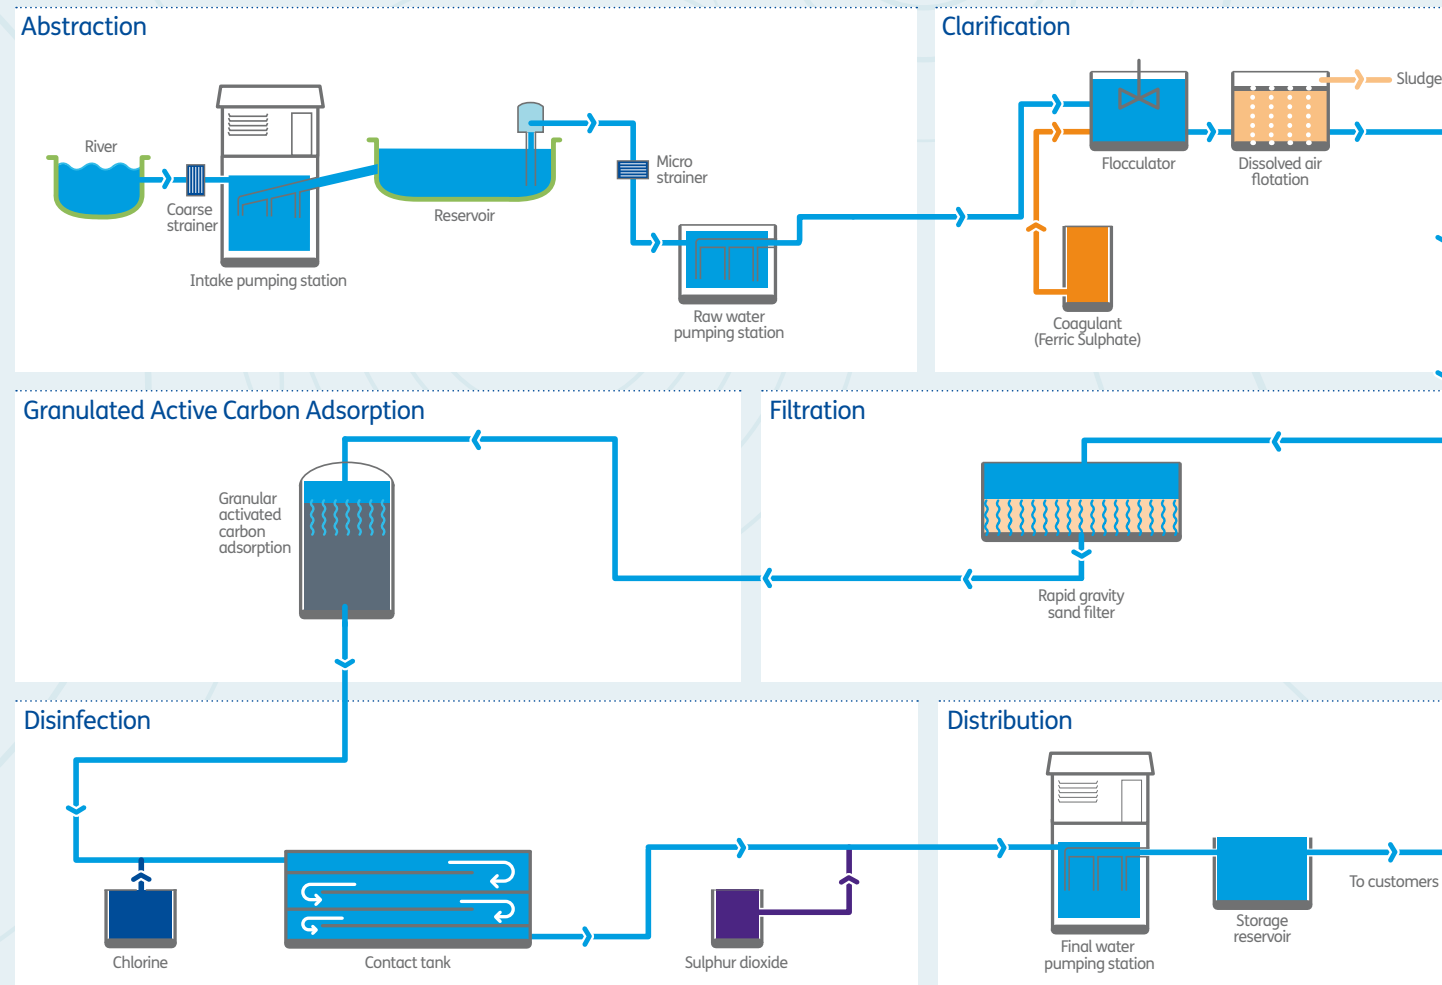 Abstraction
River
Coarse
strainer
Intake pumping station
Reservoir
Micro
strainer
Raw water
pumping station
Clarification
Flocculator
Dissolved air
flotation
Sludge
Coagulant
(Ferric Sulphate)
Granulated Active Carbon Adsorption
Granular
activated
carbon
adsorption
Filtration
Rapid gravity
sand filter
Disinfection
Chlorine
Contact tank
Sulphur dioxide
Distribution
Final water
pumping station
Storage
reservoir
To customers